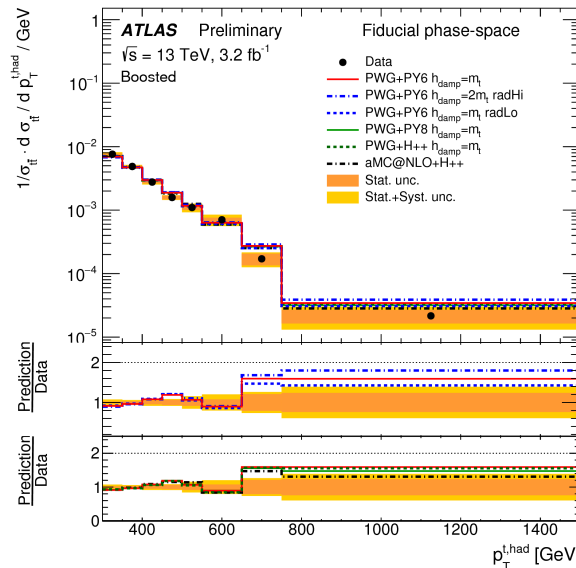 ATLAS Preliminary Fiducial phase-space
√s = 13 TeV, 3.2 fb⁻¹
Boosted
Data
PWG+PY6 h_damp=m_t
PWG+PY6 h_damp=2m_t radHi
PWG+PY6 h_damp=m_t radLo
PWG+PY8 h_damp=m_t
PWG+H++ h_damp=m_t
aMC@NLO+H++
Stat. unc.
Stat.+Syst. unc.
1/σ_tt̄ · d σ_tt̄ / d p_T^t,had / GeV
10⁻¹
10⁻²
10⁻³
10⁻⁴
10⁻⁵
Prediction
Data
2
1
Prediction
Data
2
1
0
400 600 800 1000 1200 1400
p_T^t,had [GeV